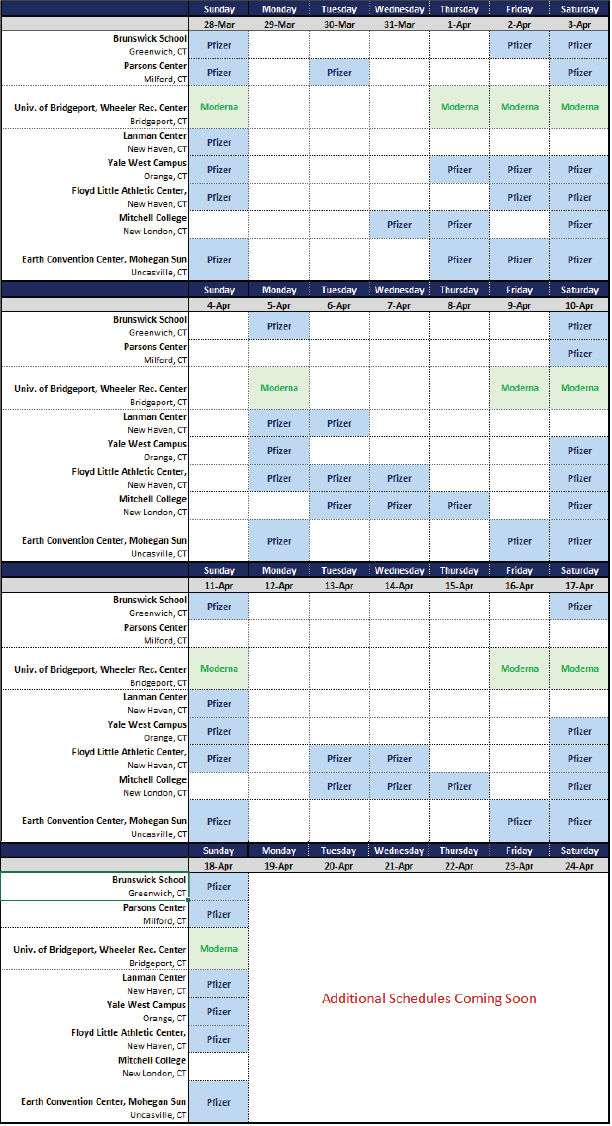 Sunday Monday Tuesday Wednesday Thursday Friday Saturday
28-Mar 29-Mar 30-Mar 31-Mar 1-Apr 2-Apr 3-Apr
Brunswick School
Greenwich, CT Pfizer Pfizer Pfizer
Parsons Center
Milford, CT Pfizer Pfizer Pfizer
Univ. of Bridgeport, Wheeler Rec. Center Moderna Moderna Moderna Moderna
Bridgeport, CT
Lanman Center
New Haven, CT Pfizer
Yale West Campus
Orange, CT Pfizer Pfizer Pfizer Pfizer
Floyd Little Athletic Center,
New Haven, CT Pfizer Pfizer Pfizer
Mitchell College
New London, CT Pfizer Pfizer Pfizer
Earth Convention Center, Mohegan Sun Pfizer Pfizer Pfizer Pfizer
Uncasville, CT
Sunday Monday Tuesday Wednesday Thursday Friday Saturday
4-Apr 5-Apr 6-Apr 7-Apr 8-Apr 9-Apr 10-Apr
Brunswick School
Greenwich, CT Pfizer Pfizer
Parsons Center
Milford, CT Pfizer
Univ. of Bridgeport, Wheeler Rec. Center Moderna Moderna Moderna
Bridgeport, CT
Lanman Center
New Haven, CT Pfizer Pfizer
Yale West Campus
Orange, CT Pfizer Pfizer
Floyd Little Athletic Center,
New Haven, CT Pfizer Pfizer Pfizer Pfizer
Mitchell College
New London, CT Pfizer Pfizer Pfizer Pfizer
Earth Convention Center, Mohegan Sun Pfizer Pfizer Pfizer
Uncasville, CT
Sunday Monday Tuesday Wednesday Thursday Friday Saturday
11-Apr 12-Apr 13-Apr 14-Apr 15-Apr 16-Apr 17-Apr
Brunswick School
Greenwich, CT Pfizer Pfizer
Parsons Center
Milford, CT
Univ. of Bridgeport, Wheeler Rec. Center Moderna Moderna Moderna
Bridgeport, CT
Lanman Center
New Haven, CT Pfizer
Yale West Campus
Orange, CT Pfizer Pfizer
Floyd Little Athletic Center,
New Haven, CT Pfizer Pfizer Pfizer Pfizer
Mitchell College
New London, CT Pfizer Pfizer Pfizer Pfizer
Earth Convention Center, Mohegan Sun Pfizer Pfizer Pfizer
Uncasville, CT
Sunday Monday Tuesday Wednesday Thursday Friday Saturday
18-Apr 19-Apr 20-Apr 21-Apr 22-Apr 23-Apr 24-Apr
Brunswick School
Greenwich, CT Pfizer
Parsons Center
Milford, CT Pfizer
Univ. of Bridgeport, Wheeler Rec. Center Moderna
Bridgeport, CT
Lanman Center
New Haven, CT Pfizer
Additional Schedules Coming Soon
Yale West Campus
Orange, CT Pfizer
Floyd Little Athletic Center,
New Haven, CT Pfizer
Mitchell College
New London, CT
Earth Convention Center, Mohegan Sun Pfizer
Uncasville, CT